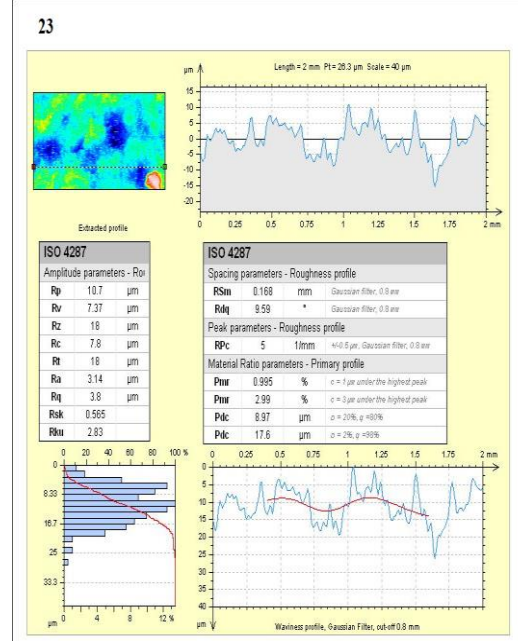 23
µm
Length = 2 mm Pt = 26.3 µm Scale = 40 µm
15
10
5
0
-5
-10
-15
-20
0 0.25 0.5 0.75 1 1.25 1.5 1.75 2 mm
Extracted profile
ISO 4287
Amplitude parameters - Rou
Rp 10.7 µm
Rv 7.37 µm
Rz 18 µm
Rc 7.8 µm
Rt 18 µm
Ra 3.14 µm
Rq 3.8 µm
Rsk 0.565
Rku 2.83
ISO 4287
Spacing parameters - Roughness profile
RSm 0.168 mm Gaussian filter, 0.8 mm
Rdq 9.59 ° Gaussian filter, 0.8 mm
Peak parameters - Roughness profile
RPc 5 1/mm +/-0.5 µm, Gaussian filter, 0.8 mm
Material Ratio parameters - Primary profile
Pmr 0.995 % c = 1 µm under the highest peak
Pmr 2.99 % c = 3 µm under the highest peak
Pdc 8.97 µm p = 20%, q =80%
Pdc 17.6 µm p = 2%, q =98%
0 20 40 60 80 100 %
0
8.33
16.7
25
33.3
µm
0 4 8 12 %
0 0.25 0.5 0.75 1 1.25 1.5 1.75 2 mm
0
5
10
15
20
25
30
35
40
µm
Waviness profile, Gaussian Filter, cut-off 0.8 mm